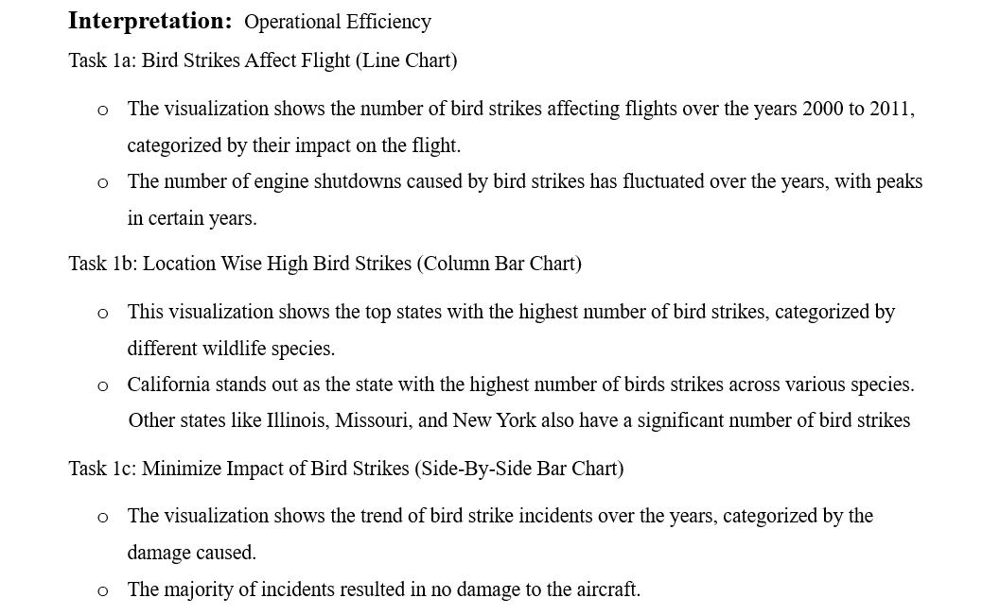 Interpretation: Operational Efficiency
Task 1a: Bird Strikes Affect Flight (Line Chart)
o The visualization shows the number of bird strikes affecting flights over the years 2000 to 2011,
categorized by their impact on the flight.
o The number of engine shutdowns caused by bird strikes has fluctuated over the years, with peaks
in certain years.
Task 1b: Location Wise High Bird Strikes (Column Bar Chart)
o This visualization shows the top states with the highest number of bird strikes, categorized by
different wildlife species.
o California stands out as the state with the highest number of birds strikes across various species.
Other states like Illinois, Missouri, and New York also have a significant number of bird strikes
Task 1c: Minimize Impact of Bird Strikes (Side-By-Side Bar Chart)
o The visualization shows the trend of bird strike incidents over the years, categorized by the
damage caused.
o The majority of incidents resulted in no damage to the aircraft.